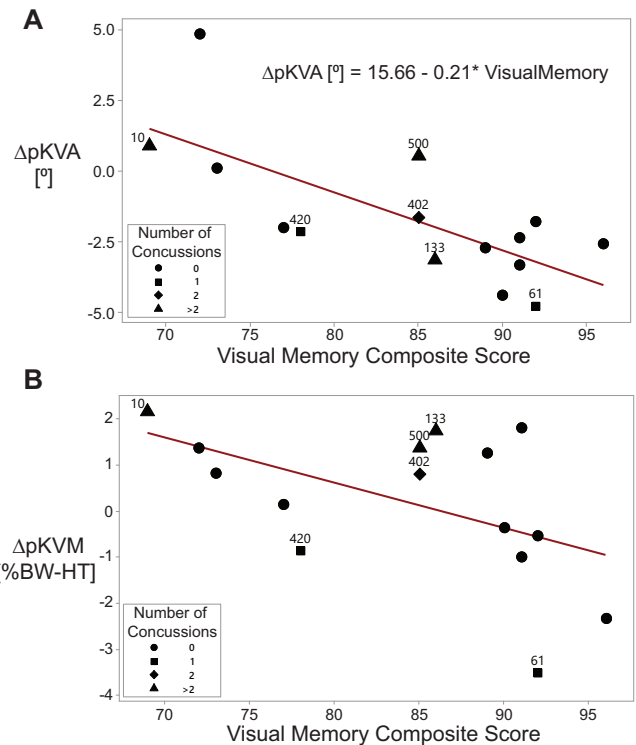 A
ΔpKVA [º] = 15.66 - 0.21* VisualMemory
ΔpKVA
[º]
5.0
2.5
0.0
-2.5
-5.0
10
500
402
420
133
61
Number of
Concussions
0
1
2
>2
70 75 80 85 90 95
Visual Memory Composite Score
B
ΔpKVM
[%BW-HT]
2
1
0
-1
-2
-3
-4
10
133
500
402
420
61
Number of
Concussions
0
1
2
>2
70 75 80 85 90 95
Visual Memory Composite Score